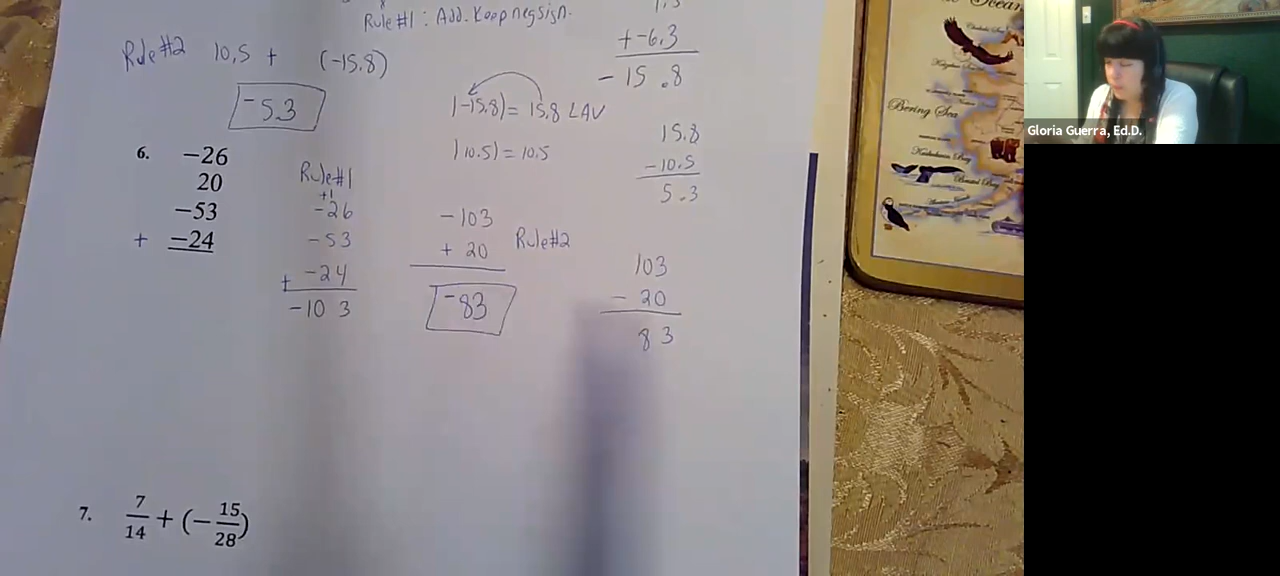 Rule #1 : Add. Keep neg sign.
+ -6.3
- 15.8
Rule #2 10.5 + (-15.8)
-5.3
|-15.8| = 15.8 LAV
|10.5| = 10.5
15.8
- 10.5
5.3
6. -26
20
-53
+ -24
Rule #1
+1
-26
-53
+ -24
-103
-103
+ 20 Rule #2
-83
103
- 20
83
7. 7/14 + (-15/28)
Bering Sea
Gloria Guerra, Ed.D.